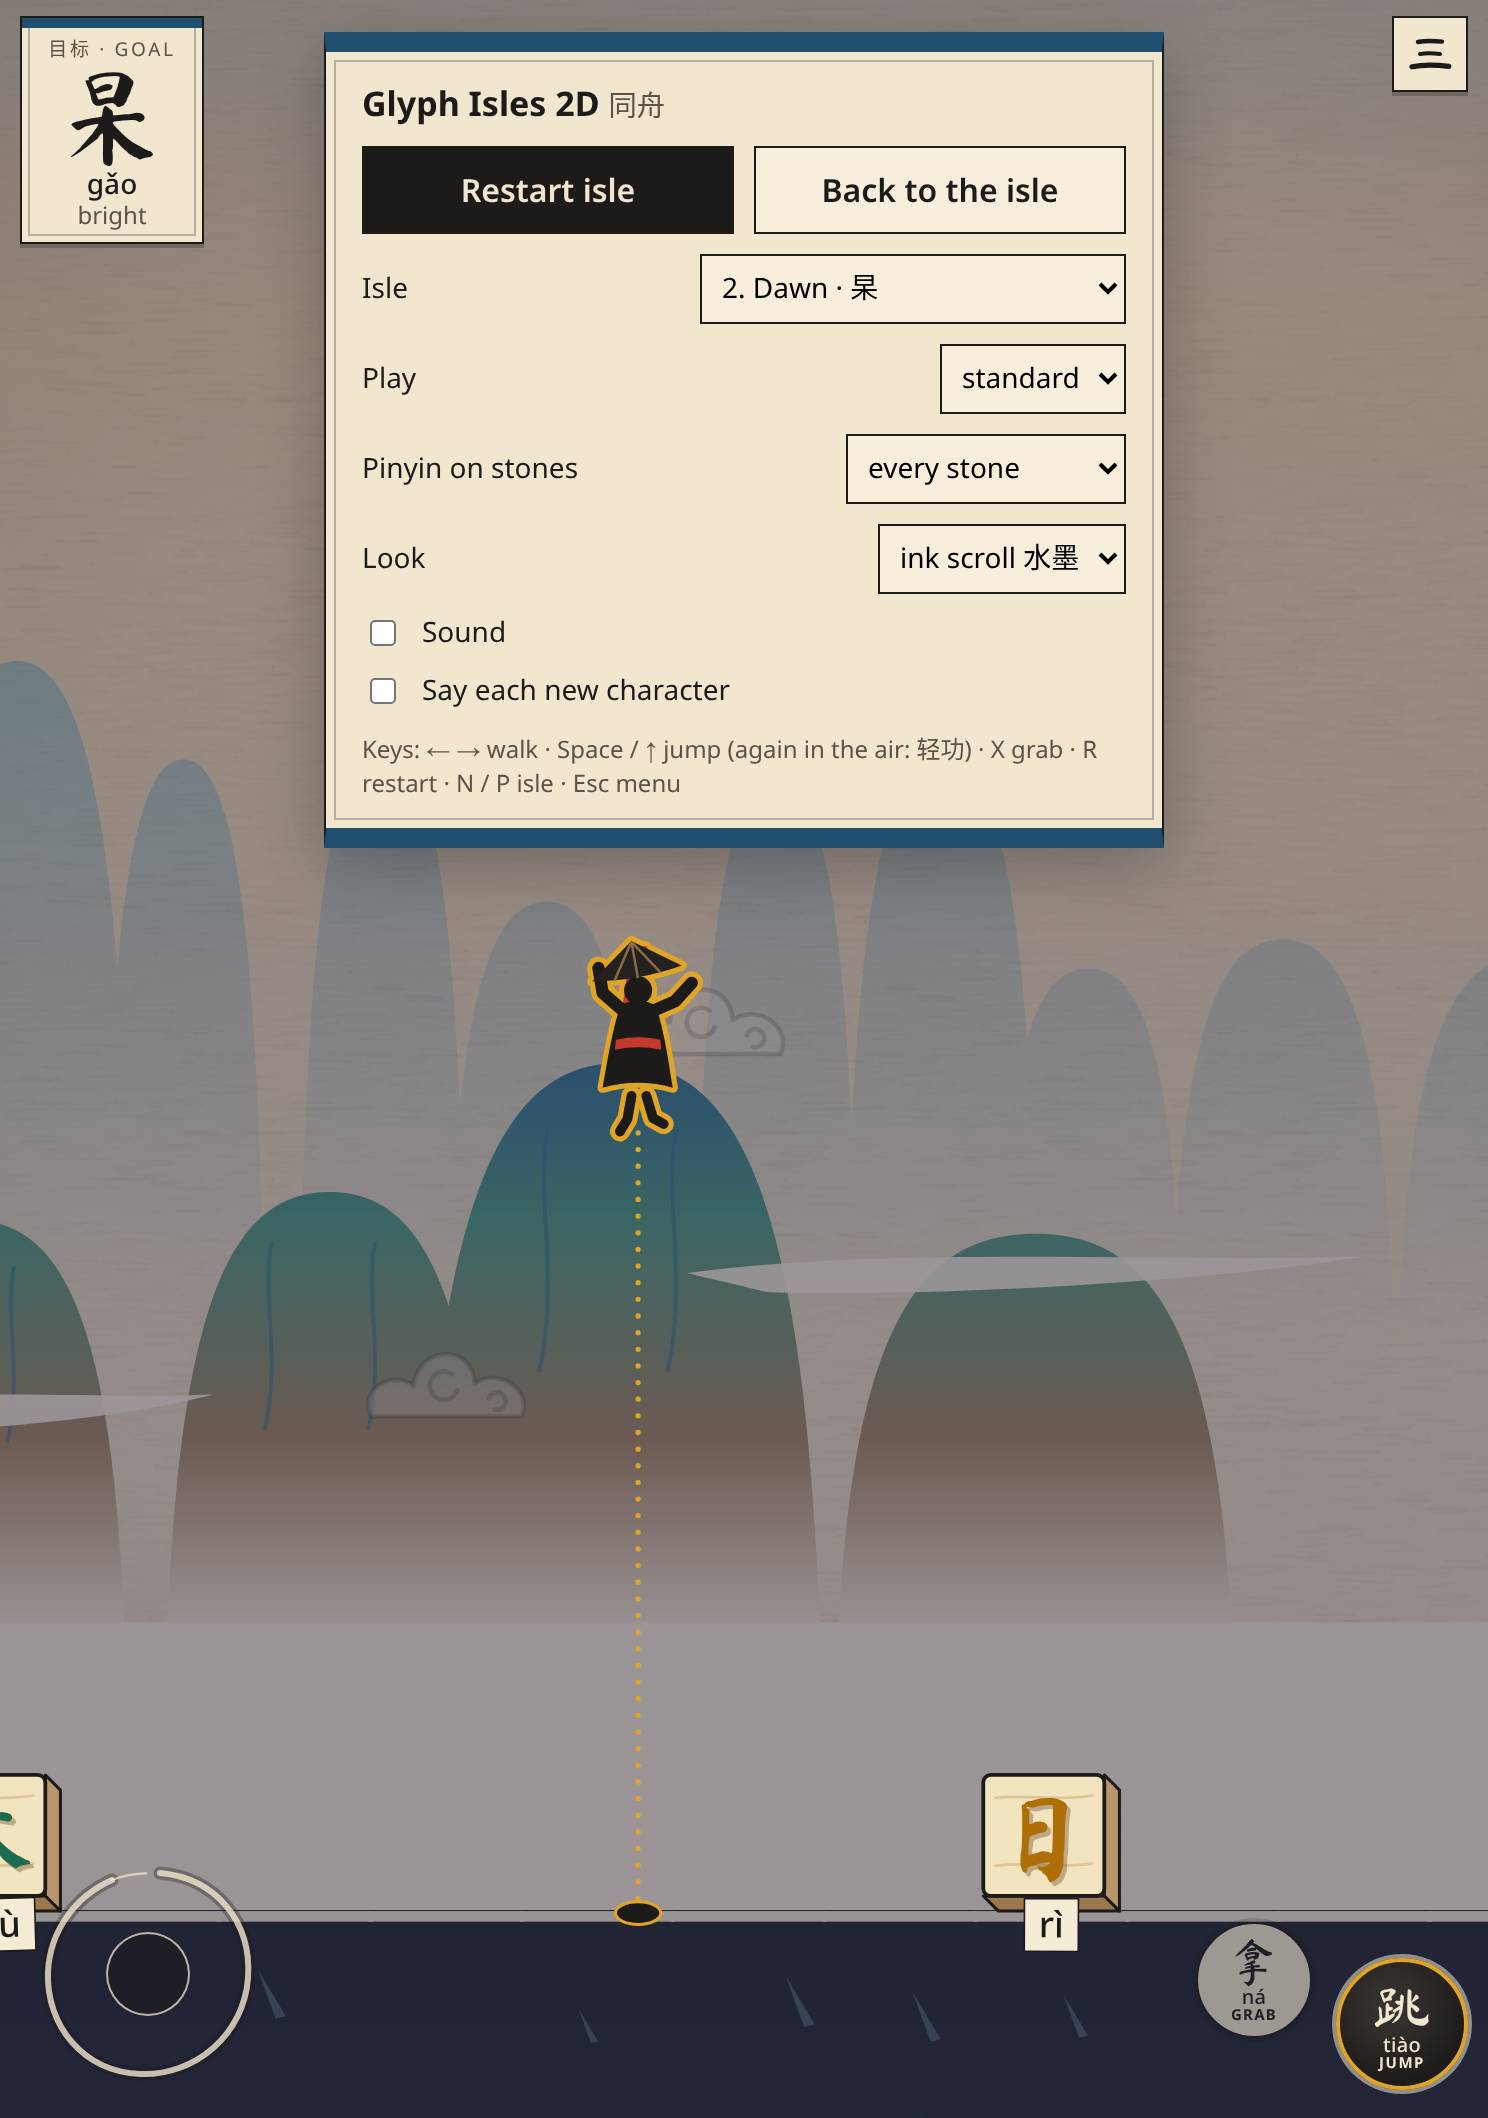 目标 · GOAL
杲
gǎo
bright
三
Glyph Isles 2D 同舟
Restart isle
Back to the isle
Isle
2. Dawn · 杲
Play
standard
Pinyin on stones
every stone
Look
ink scroll 水墨
Sound
Say each new character
Keys: ←→ walk · Space / ↑ jump (again in the air: 轻功) · X grab · R
restart · N / P isle · Esc menu
日
ù
rì
拿
ná
GRAB
跳
tiào
JUMP